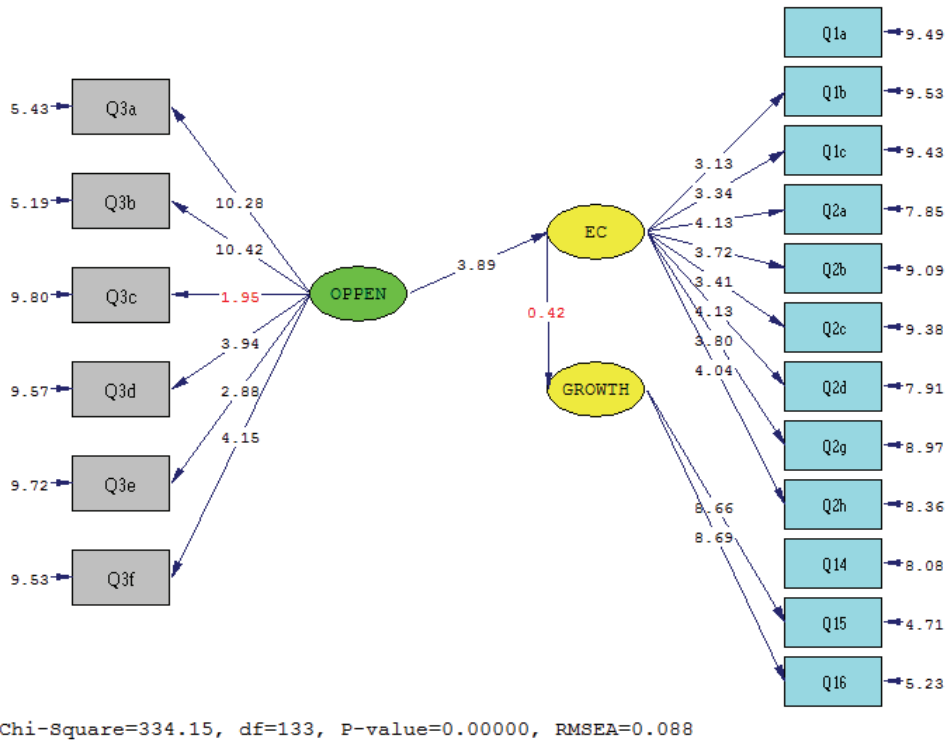 Q1a
9.49
Q1b
9.53
5.43
Q3a
Q1c
9.43
3.13
3.34
5.19
Q3b
10.28
Q2a
7.85
4.13
EC
3.72
10.42
Q2b
9.09
3.89
3.41
9.80
Q3c
1.95
OPPEN
4.13
0.42
Q2c
9.38
3.80
3.94
4.04
9.57
Q3d
2.88
GROWTH
Q2d
7.91
4.15
Q2g
8.97
9.72
Q3e
Q2h
8.36
8.66
8.69
9.53
Q3f
Q14
8.08
Q15
4.71
Q16
5.23
Chi-Square=334.15, df=133, P-value=0.00000, RMSEA=0.088